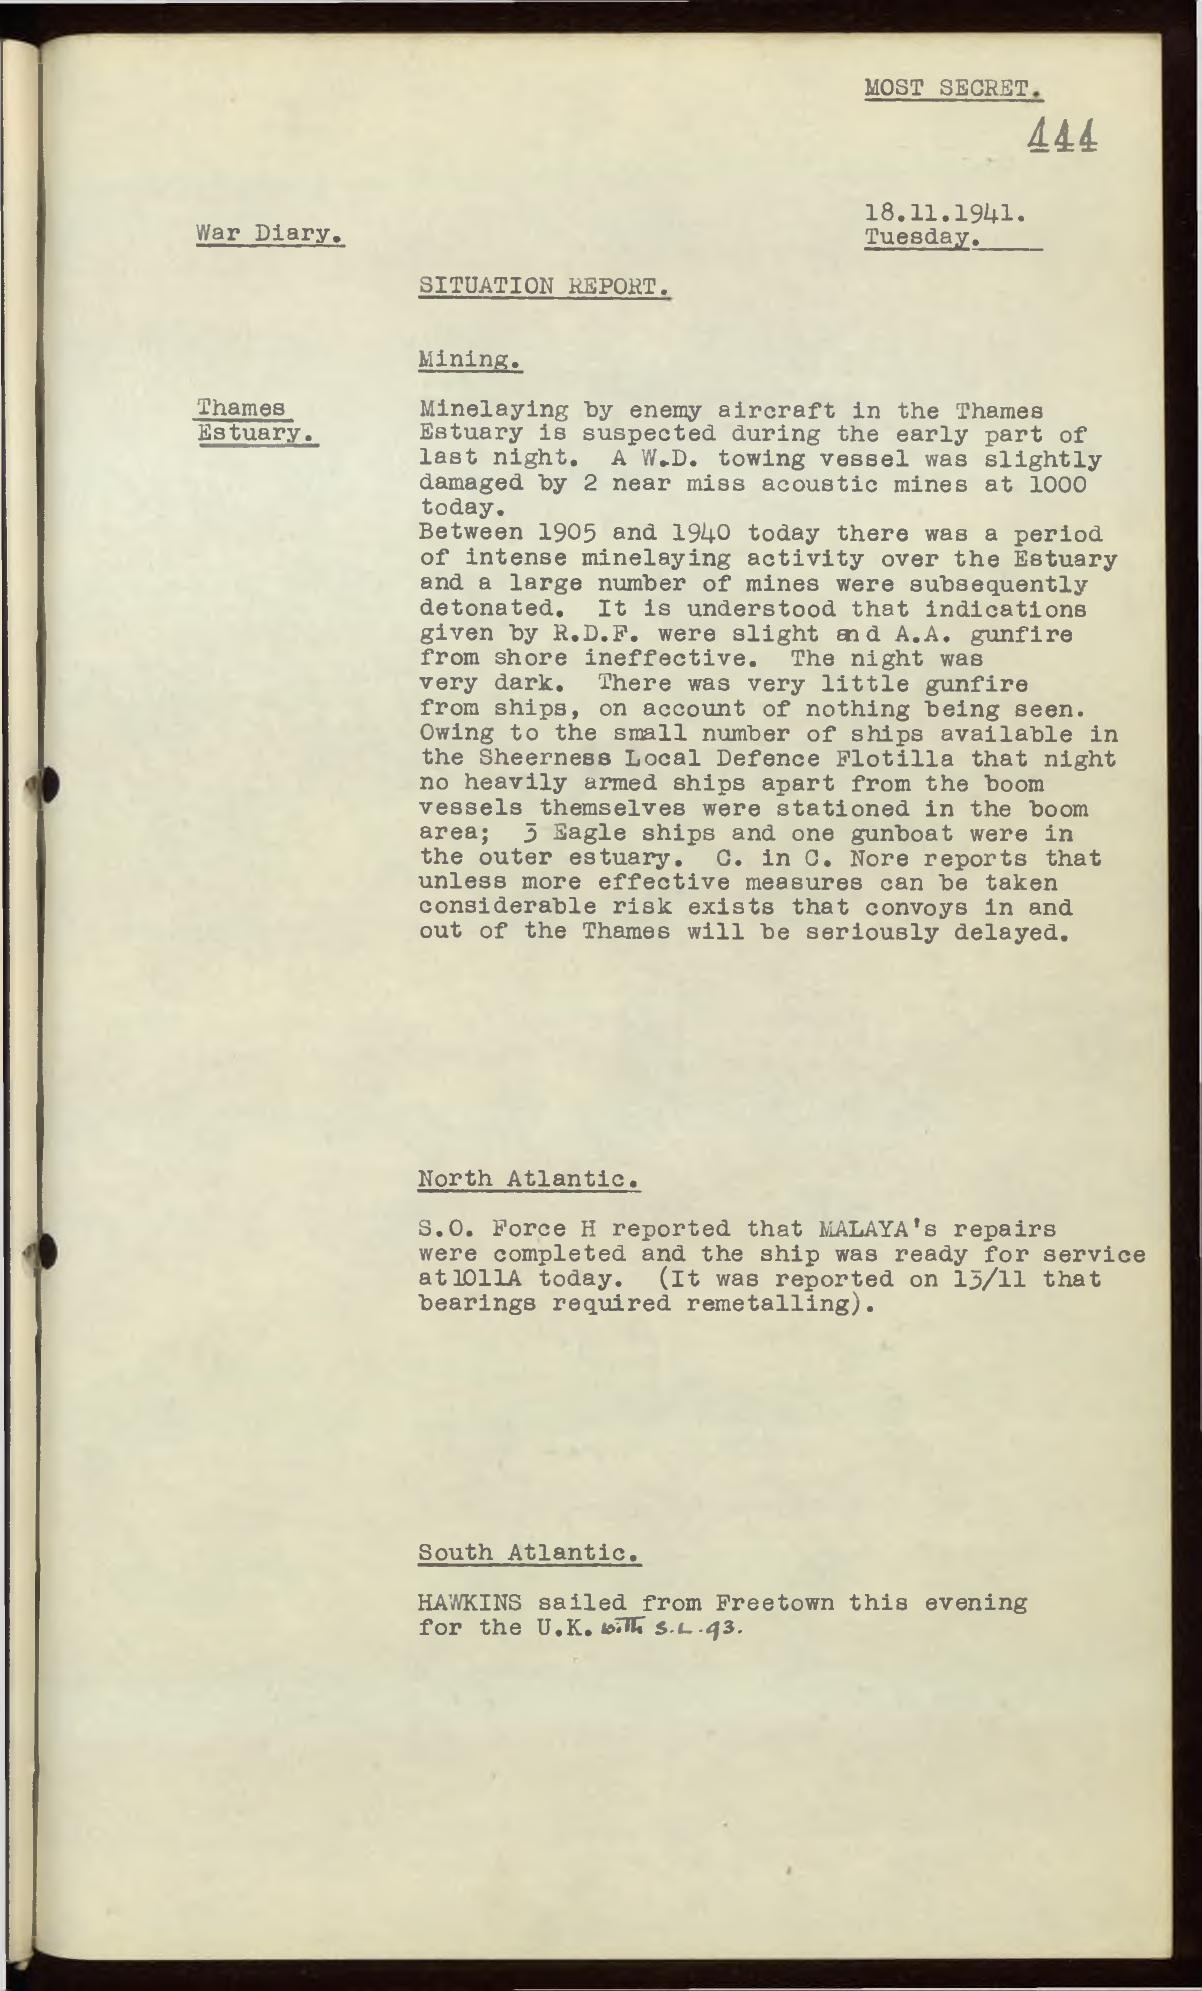 MOST SECRET.
444
18.11.1941.
War Diary.
Tuesday.
SITUATION REPORT.
Mining.
Thames
Estuary.
Minelaying by enemy aircraft in the Thames
Estuary is suspected during the early part of
last night. A W.D. towing vessel was slightly
damaged by 2 near miss acoustic mines at 1000
today.
Between 1905 and 1940 today there was a period
of intense minelaying activity over the Estuary
and a large number of mines were subsequently
detonated. It is understood that indications
given by R.D.F. were slight and A.A. gunfire
from shore ineffective. The night was
very dark. There was very little gunfire
from ships, on account of nothing being seen.
Owing to the small number of ships available in
the Sheerness Local Defence Flotilla that night
no heavily armed ships apart from the boom
vessels themselves were stationed in the boom
area; 3 Eagle ships and one gunboat were in
the outer estuary. C. in C. Nore reports that
unless more effective measures can be taken
considerable risk exists that convoys in and
out of the Thames will be seriously delayed.
North Atlantic.
S.O. Force H reported that MALAYA's repairs
were completed and the ship was ready for service
at 1011A today. (It was reported on 13/11 that
bearings required remetalling).
South Atlantic.
HAWKINS sailed from Freetown this evening
for the U.K. with S.L.93.